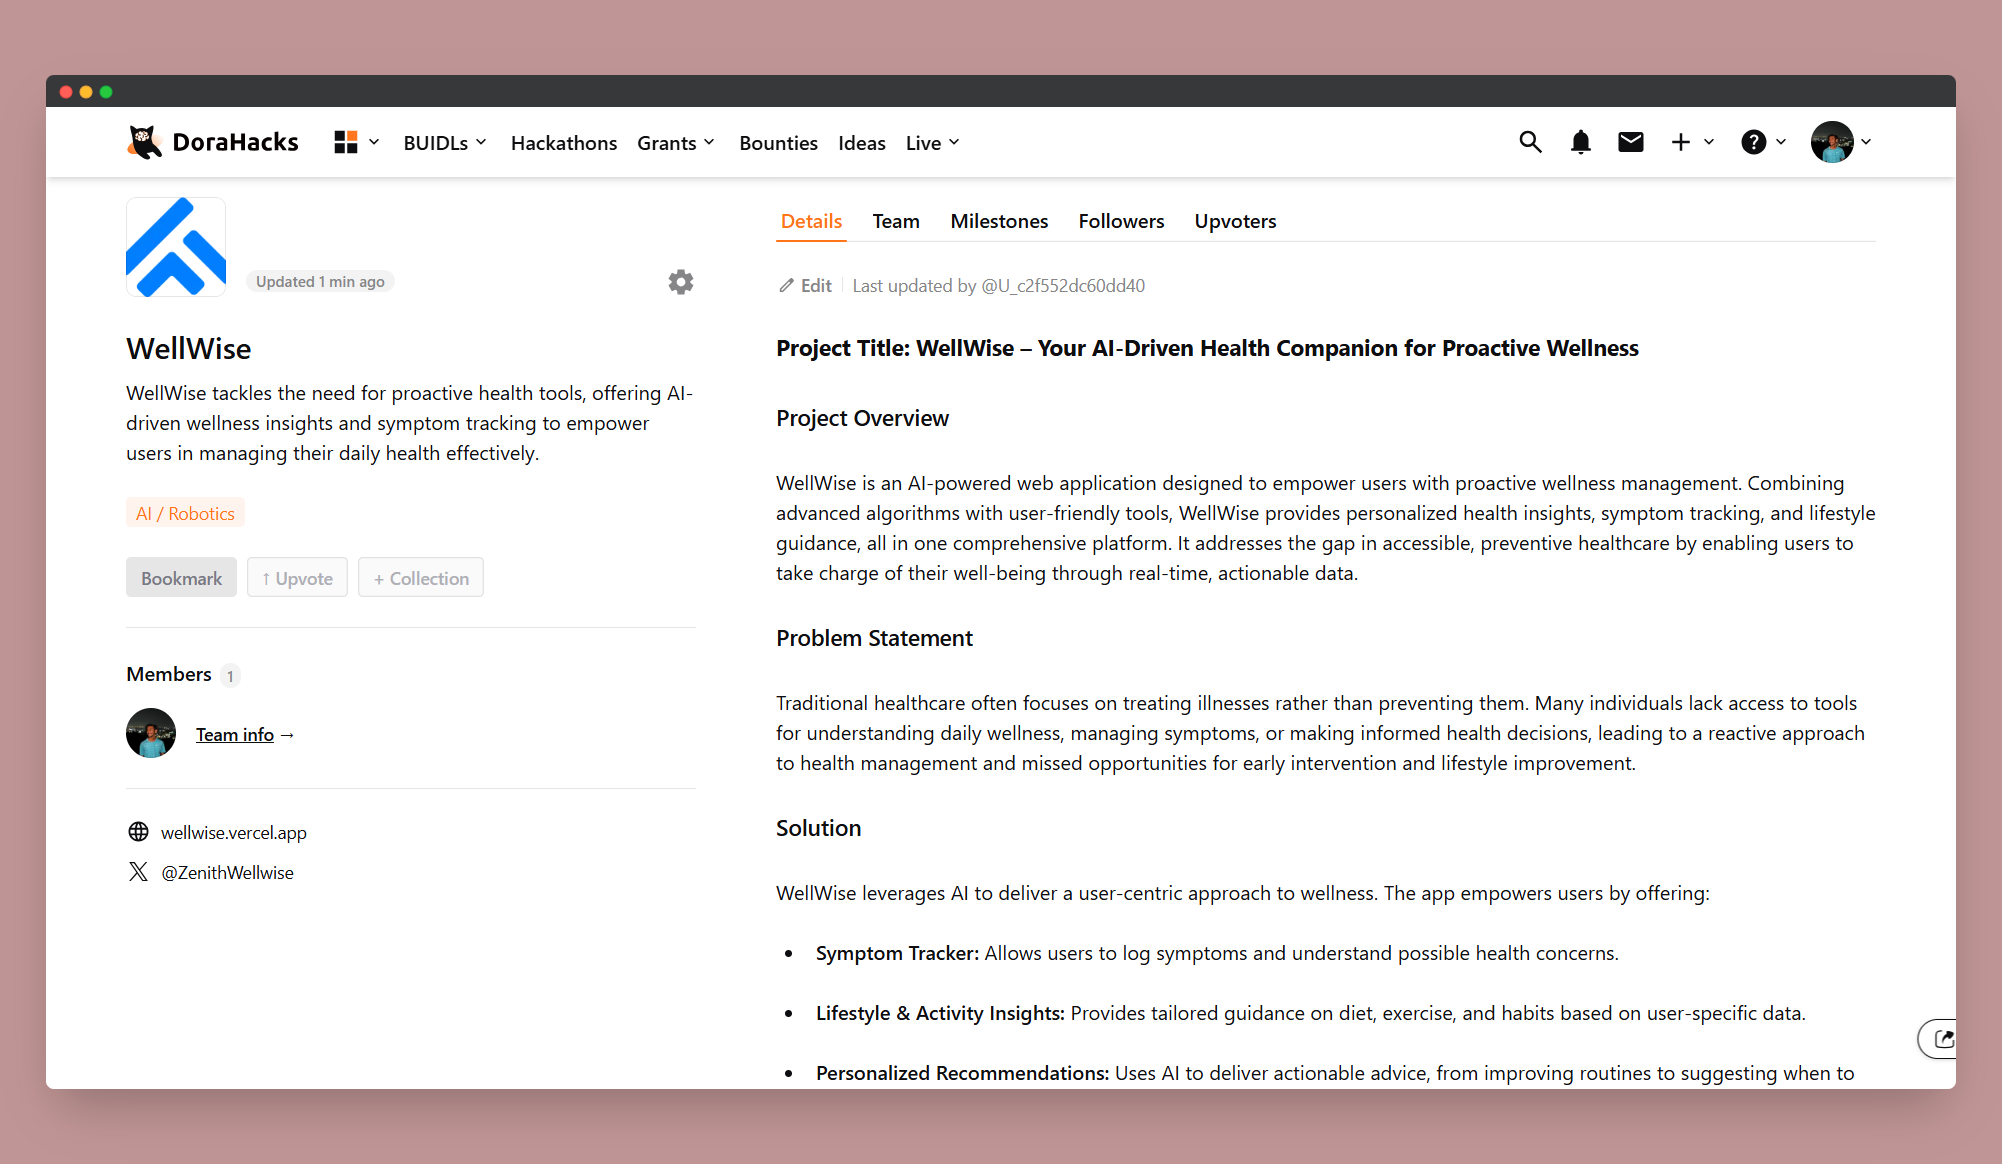 DoraHacks BUIDLs Hackathons Grants Bounties Ideas Live
Updated 1 min ago
WellWise
WellWise tackles the need for proactive health tools, offering AI-
driven wellness insights and symptom tracking to empower
users in managing their daily health effectively.
AI / Robotics
Bookmark ↑ Upvote + Collection
Members 1
Team info →
wellwise.vercel.app
@ZenithWellwise
Details Team Milestones Followers Upvoters
Edit Last updated by @U_c2f552dc60dd40
Project Title: WellWise – Your AI-Driven Health Companion for Proactive Wellness
Project Overview
WellWise is an AI-powered web application designed to empower users with proactive wellness management. Combining
advanced algorithms with user-friendly tools, WellWise provides personalized health insights, symptom tracking, and lifestyle
guidance, all in one comprehensive platform. It addresses the gap in accessible, preventive healthcare by enabling users to
take charge of their well-being through real-time, actionable data.
Problem Statement
Traditional healthcare often focuses on treating illnesses rather than preventing them. Many individuals lack access to tools
for understanding daily wellness, managing symptoms, or making informed health decisions, leading to a reactive approach
to health management and missed opportunities for early intervention and lifestyle improvement.
Solution
WellWise leverages AI to deliver a user-centric approach to wellness. The app empowers users by offering:
• Symptom Tracker: Allows users to log symptoms and understand possible health concerns.
• Lifestyle & Activity Insights: Provides tailored guidance on diet, exercise, and habits based on user-specific data.
• Personalized Recommendations: Uses AI to deliver actionable advice, from improving routines to suggesting when to